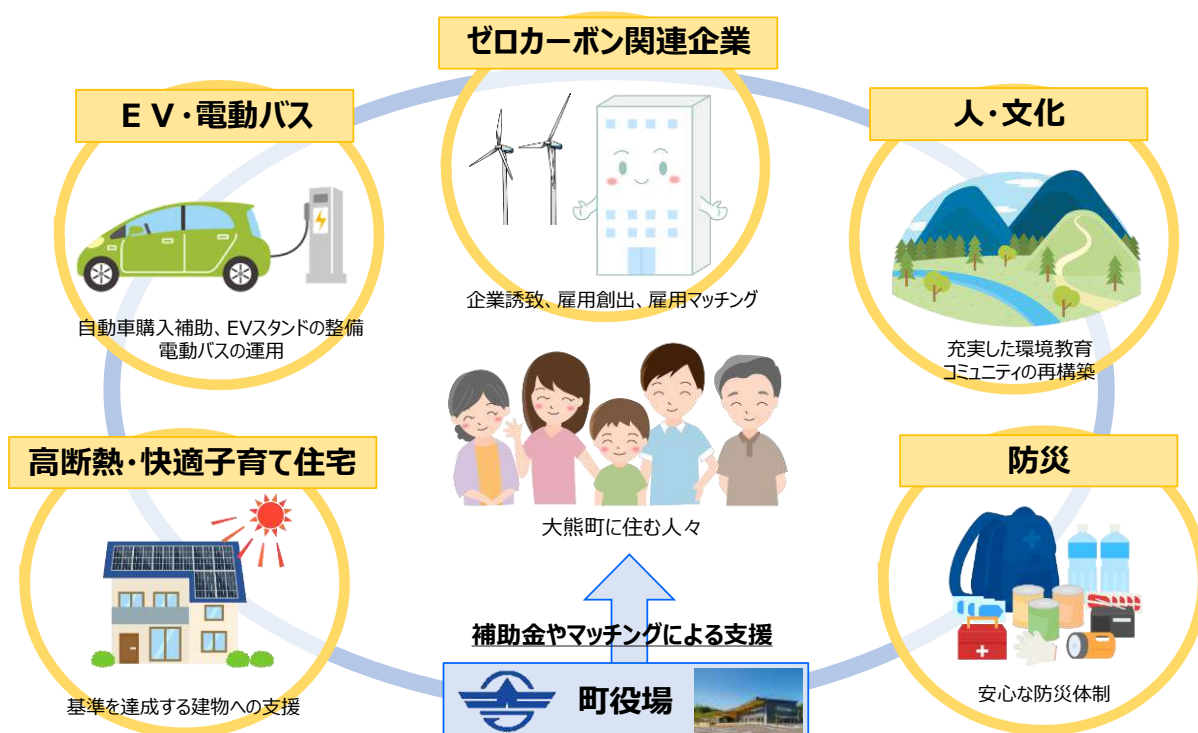 ゼロカーボン関連企業
企業誘致、雇用創出、雇用マッチング
EV・電動バス
自動車購入補助、EVスタンドの整備
電動バスの運用
人・文化
充実した環境教育
コミュニティの再構築
高断熱・快適子育て住宅
基準を達成する建物への支援
大熊町に住む人々
防災
安心な防災体制
補助金やマッチングによる支援
町役場